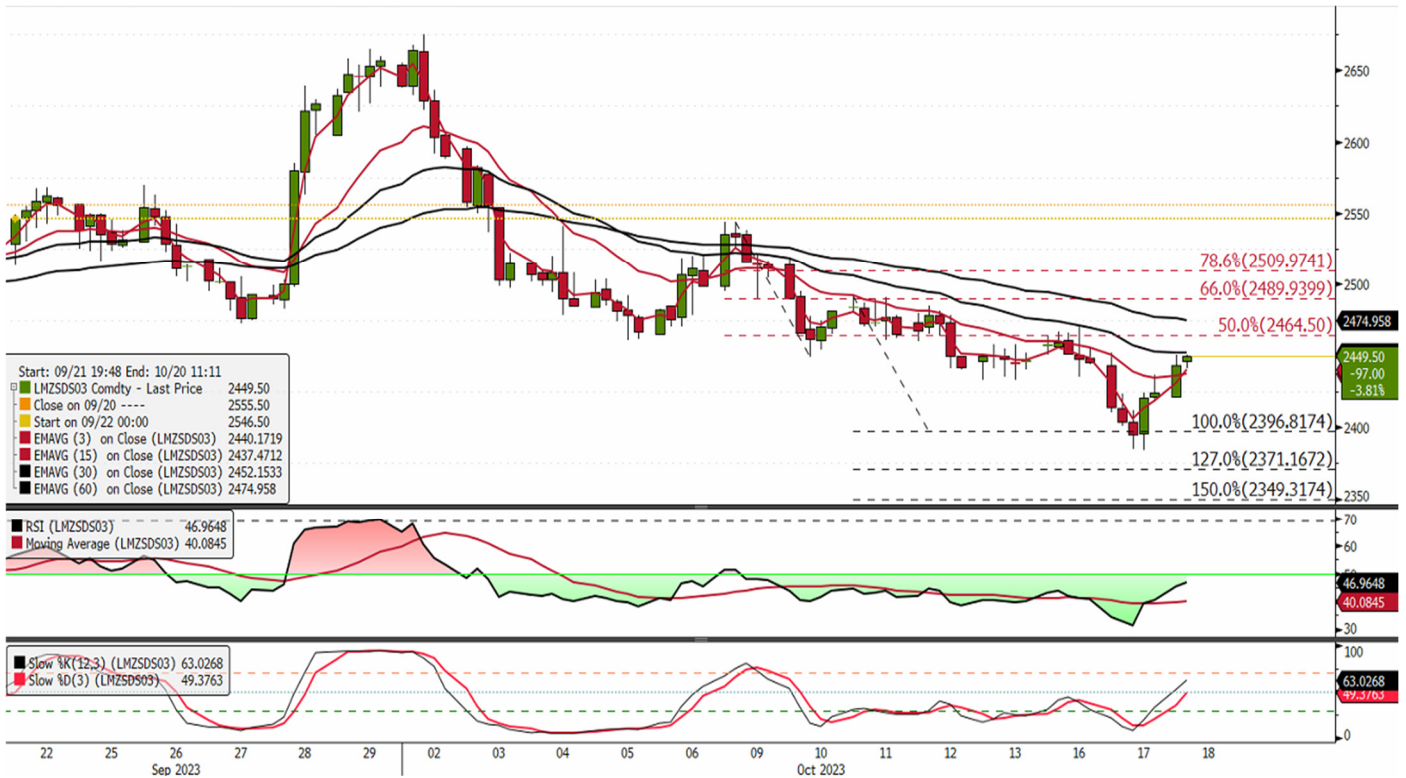 2650
2600
2550
2500
2474.958
2449.50
-97.00
-3.81%
2400
2350
78.6%(2509.9741)
66.0%(2489.9399)
50.0%(2464.50)
100.0%(2396.8174)
127.0%(2371.1672)
150.0%(2349.3174)
Start: 09/21 19:48 End: 10/20 11:11
LMZSDS03 Comdty - Last Price 2449.50
Close on 09/20 ---- 2555.50
Start on 09/22 00:00 2546.50
EMAVG (3) on Close (LMZSDS03) 2440.1719
EMAVG (15) on Close (LMZSDS03) 2437.4712
EMAVG (30) on Close (LMZSDS03) 2452.1533
EMAVG (60) on Close (LMZSDS03) 2474.958
RSI (LMZSDS03) 46.9648
Moving Average (LMZSDS03) 40.0845
70
60
46.9648
40.0845
30
Slow %K(12,3) (LMZSDS03) 63.0268
Slow %D(3) (LMZSDS03) 49.3763
100
63.0268
49.3763
0
22 25 26 27 28 29 02 03 04 05 06 09 10 11 12 13 16 17 18
Sep 2023 Oct 2023